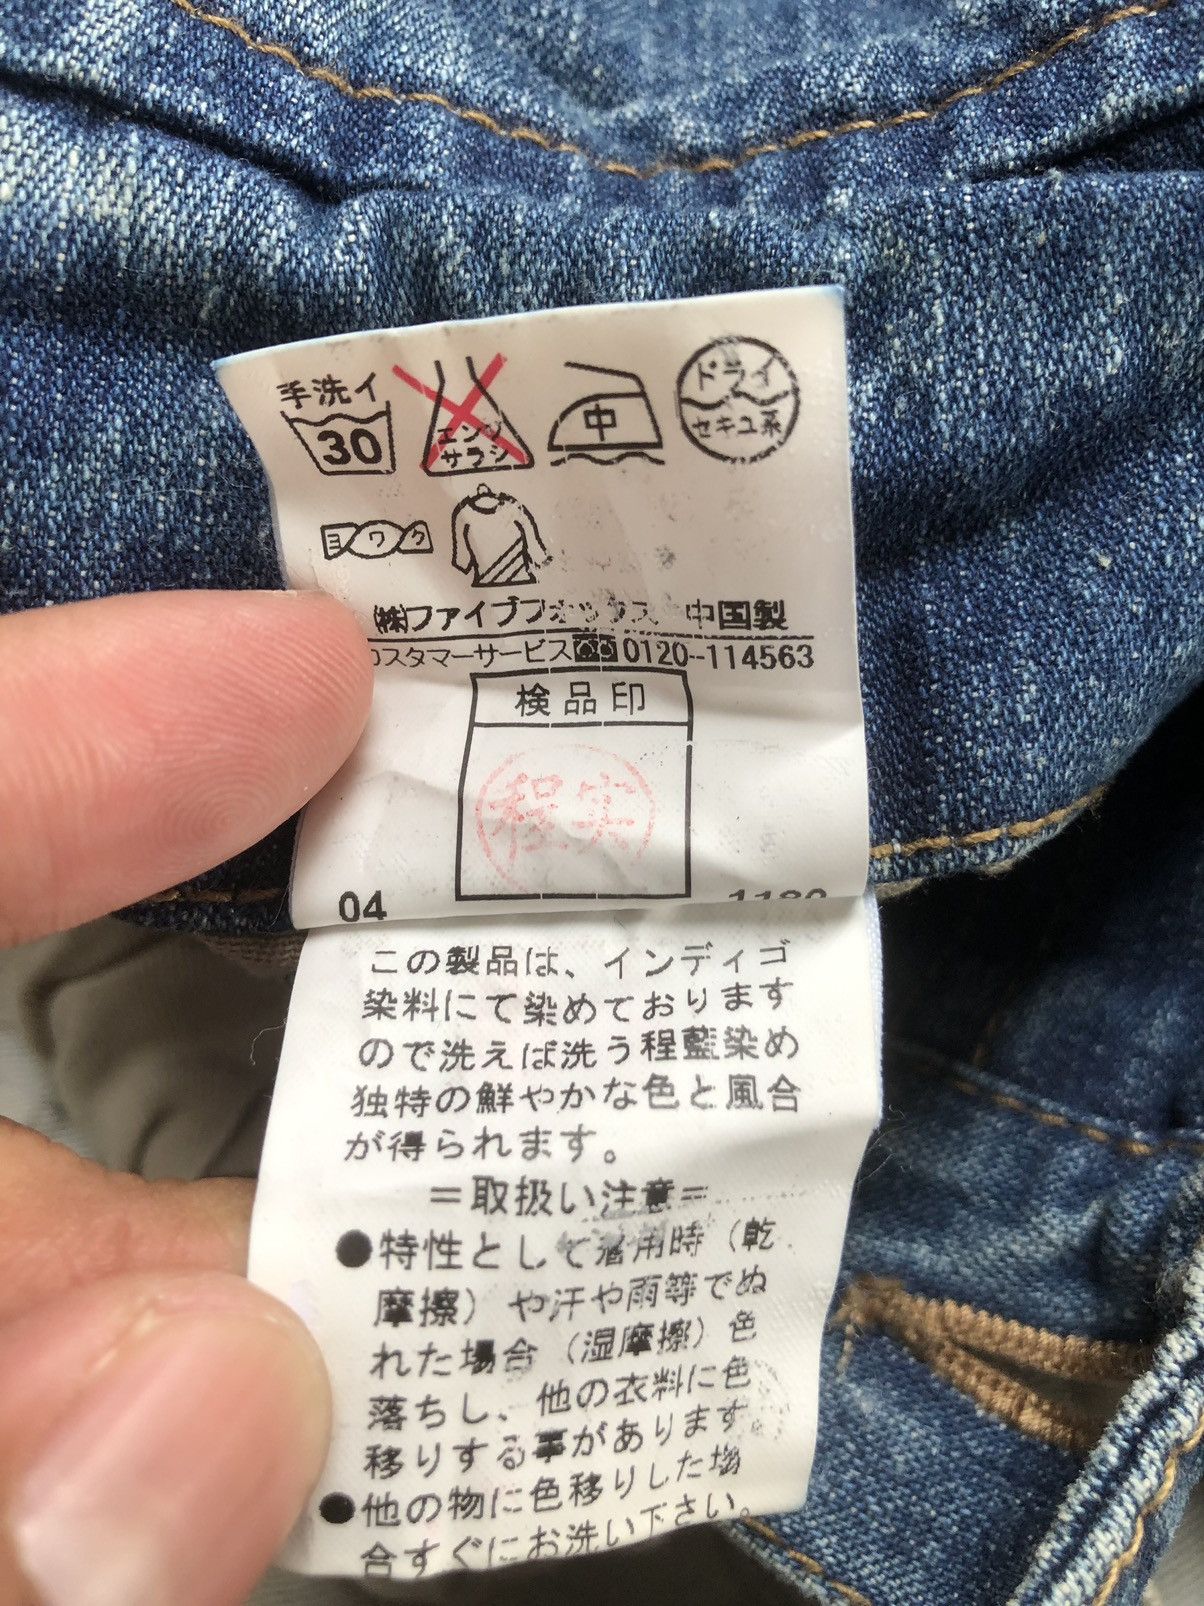 手洗イ
30
エンソ
サラシ
中
ドライ
セキユ系
ヨワク
㈱ファイブフォックス 中国製
カスタマーサービス 0120-114563
検品印
程実
04
この製品は、インディゴ
染料にて染めております
ので洗えば洗う程藍染め
独特の鮮やかな色と風合
が得られます。
=取扱い注意=
●特性として着用時（乾
摩擦）や汗や雨等でぬ
れた場合（湿摩擦）色
落ちし、他の衣料に色
移りする事があります。
●他の物に色移りした場
合すぐにお洗い下さい。